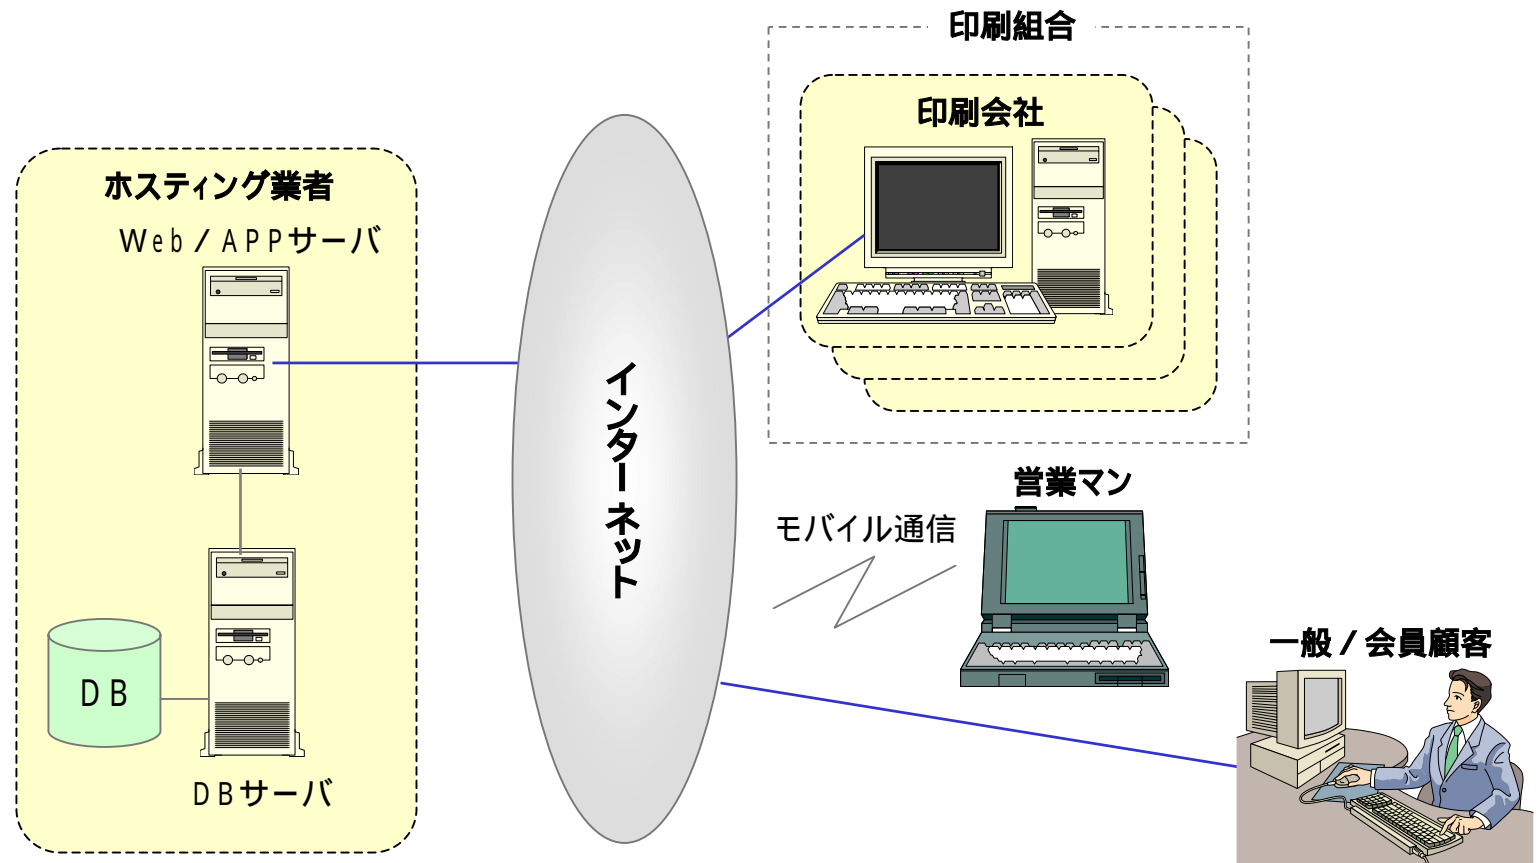 印刷組合
印刷会社
ホスティング業者
Ｗｅｂ／ＡＰＰサーバ
インターネット
営業マン
モバイル通信
一般／会員顧客
ＤＢ
ＤＢサーバ